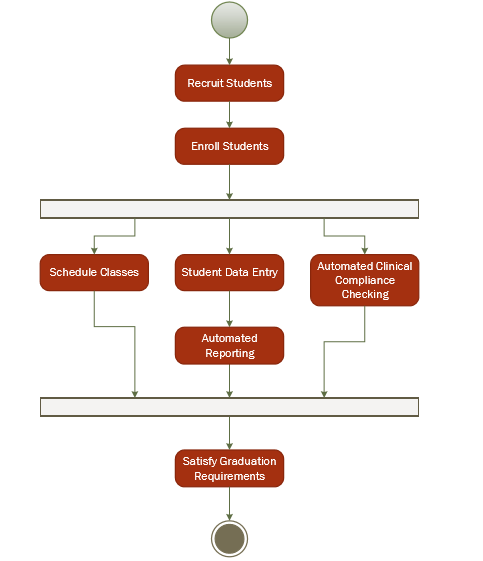 Recruit Students
Enroll Students
Schedule Classes
Student Data Entry
Automated Clinical
Compliance
Checking
Automated
Reporting
Satisfy Graduation
Requirements